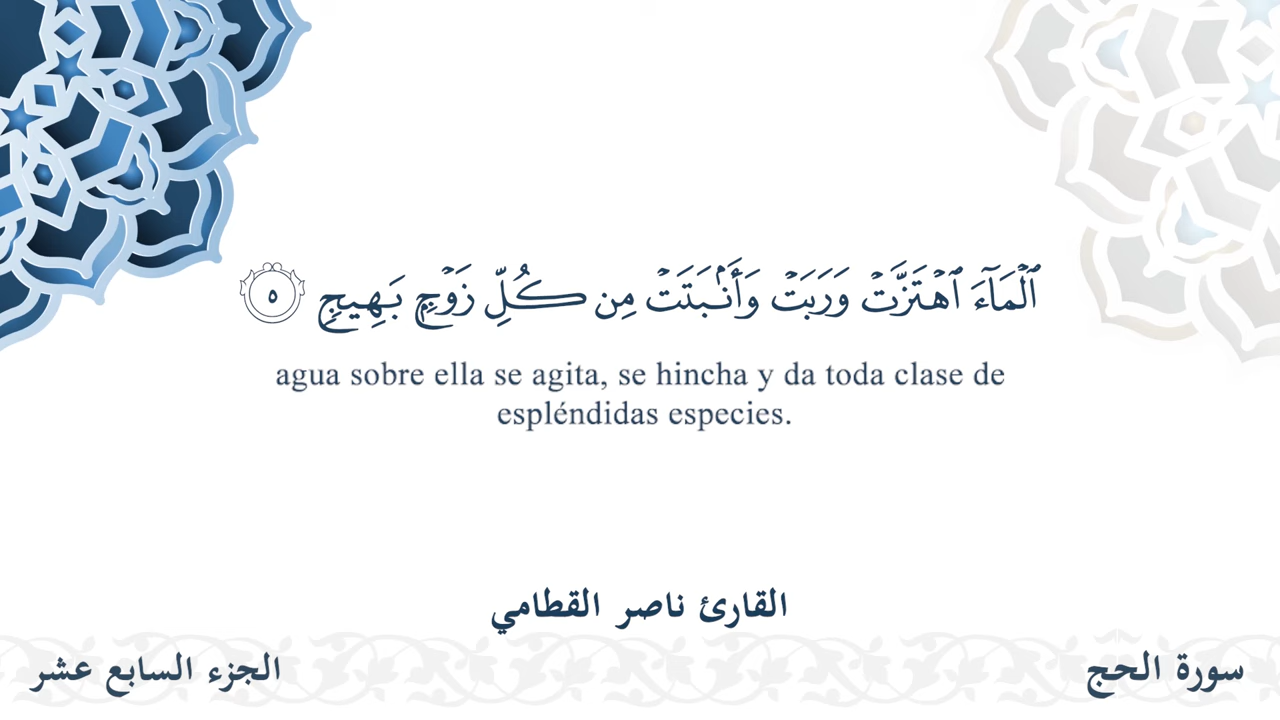 ٱلْمَآءَ ٱهْتَزَّتْ وَرَبَتْ وَأَنۢبَتَتْ مِن كُلِّ زَوْجٍۭ بَهِيجٍ ٥
agua sobre ella se agita, se hincha y da toda clase de
espléndidas especies.
القارئ ناصر القطامي
سورة الحج
الجزء السابع عشر